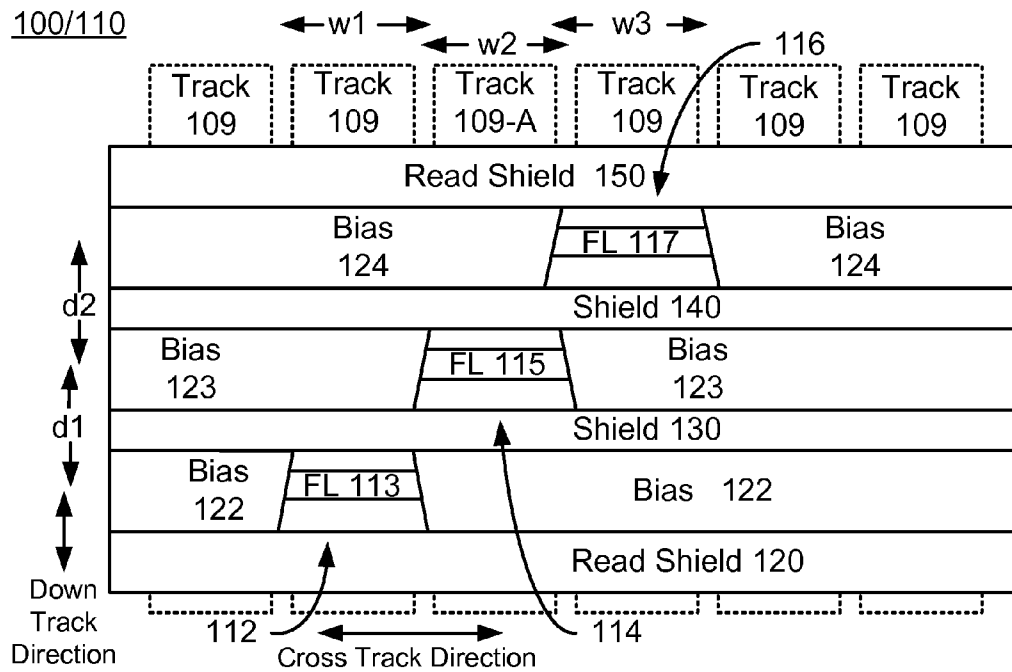 100/110
w1
w2
w3
116
Track
109
Track
109
Track
109-A
Track
109
Track
109
Track
109
Read Shield 150
Bias
124
FL 117
Bias
124
d2
Shield 140
Bias
123
FL 115
Bias
123
d1
Shield 130
Bias
122
FL 113
Bias 122
Read Shield 120
Down
Track
Direction
112
Cross Track Direction
114